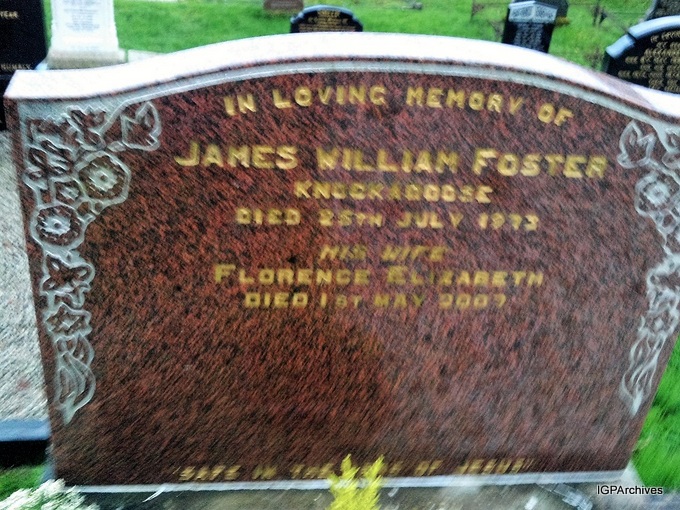 IN LOVING MEMORY OF
JAMES WILLIAM FOSTER
KNOCKAGOOSE
DIED 25TH JULY 1973
HIS WIFE
FLORENCE ELIZABETH
DIED 1ST MAY 2007
"SAFE IN THE ARMS OF JESUS"
IGPArchives